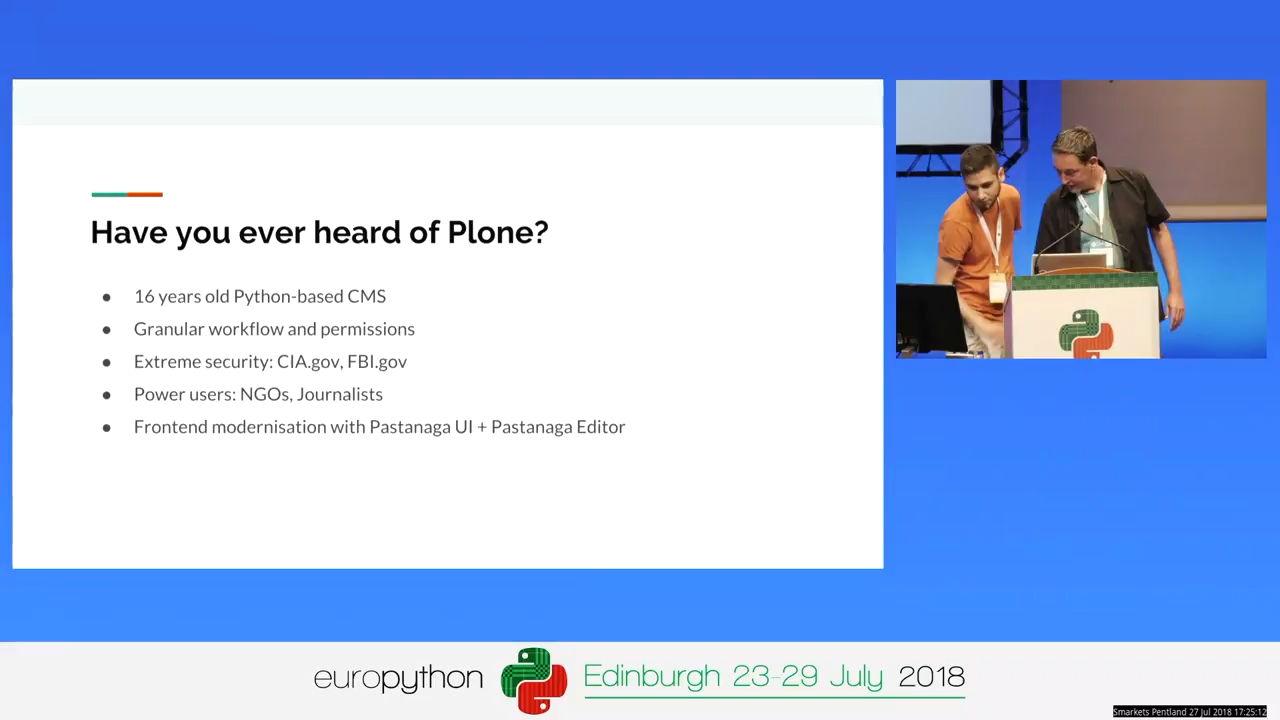 Have you ever heard of Plone?
● 16 years old Python-based CMS
● Granular workflow and permissions
● Extreme security: CIA.gov, FBI.gov
● Power users: NGOs, Journalists
● Frontend modernisation with Pastanaga UI + Pastanaga Editor
europython Edinburgh 23-29 July 2018
Smarkets Pentland 27 Jul 2018 17:25:12